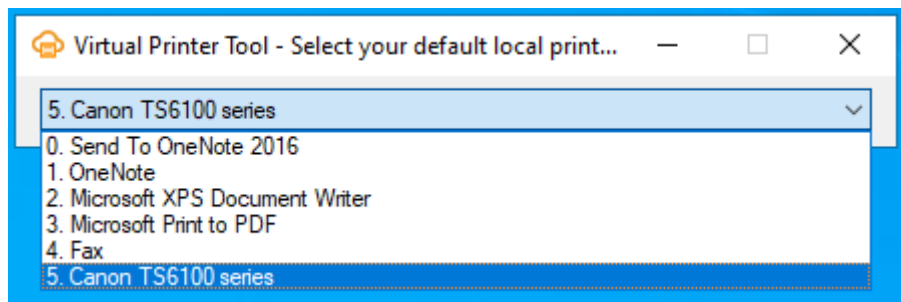 Virtual Printer Tool - Select your default local print...
5. Canon TS6100 series
0. Send To OneNote 2016
1. OneNote
2. Microsoft XPS Document Writer
3. Microsoft Print to PDF
4. Fax
5. Canon TS6100 series